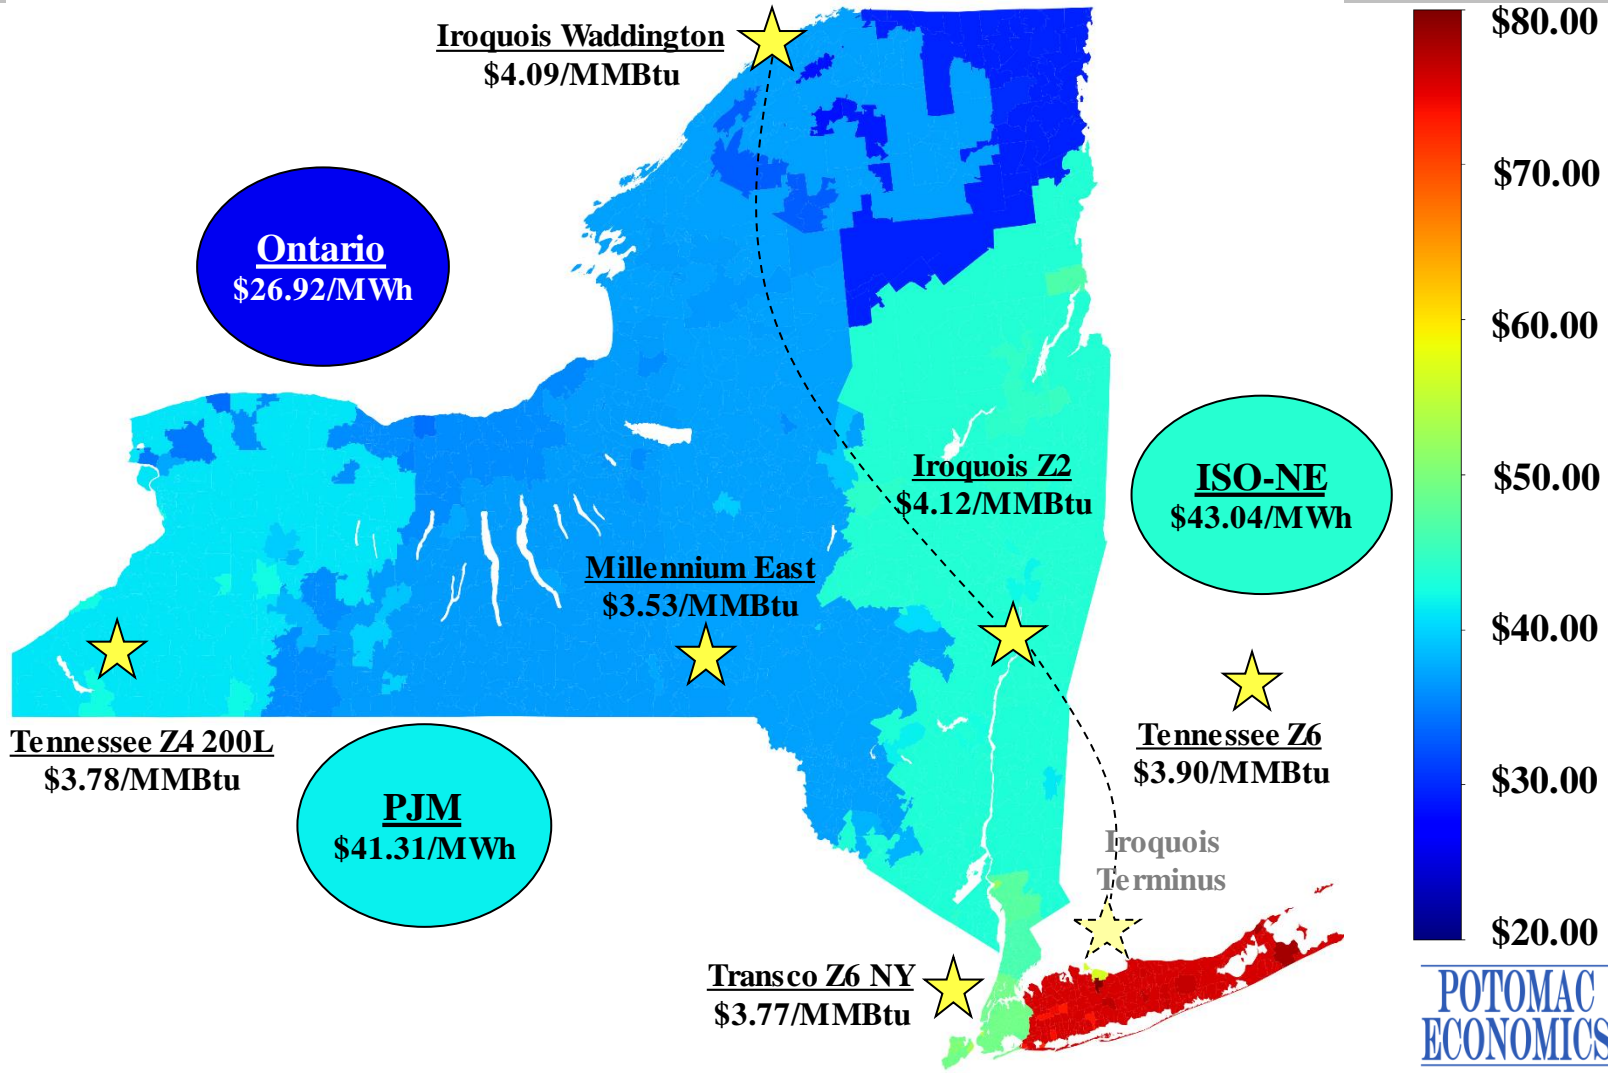 Iroquois Waddington
$4.09/MMBtu
$80.00
$70.00
Ontario
$26.92/MWh
$60.00
Iroquois Z2
$4.12/MMBtu
ISO-NE
$43.04/MWh
$50.00
Millennium East
$3.53/MMBtu
$40.00
Tennessee Z4 200L
$3.78/MMBtu
Tennessee Z6
$3.90/MMBtu
$30.00
PJM
$41.31/MWh
Iroquois
Terminus
$20.00
Transco Z6 NY
$3.77/MMBtu
POTOMAC
ECONOMICS